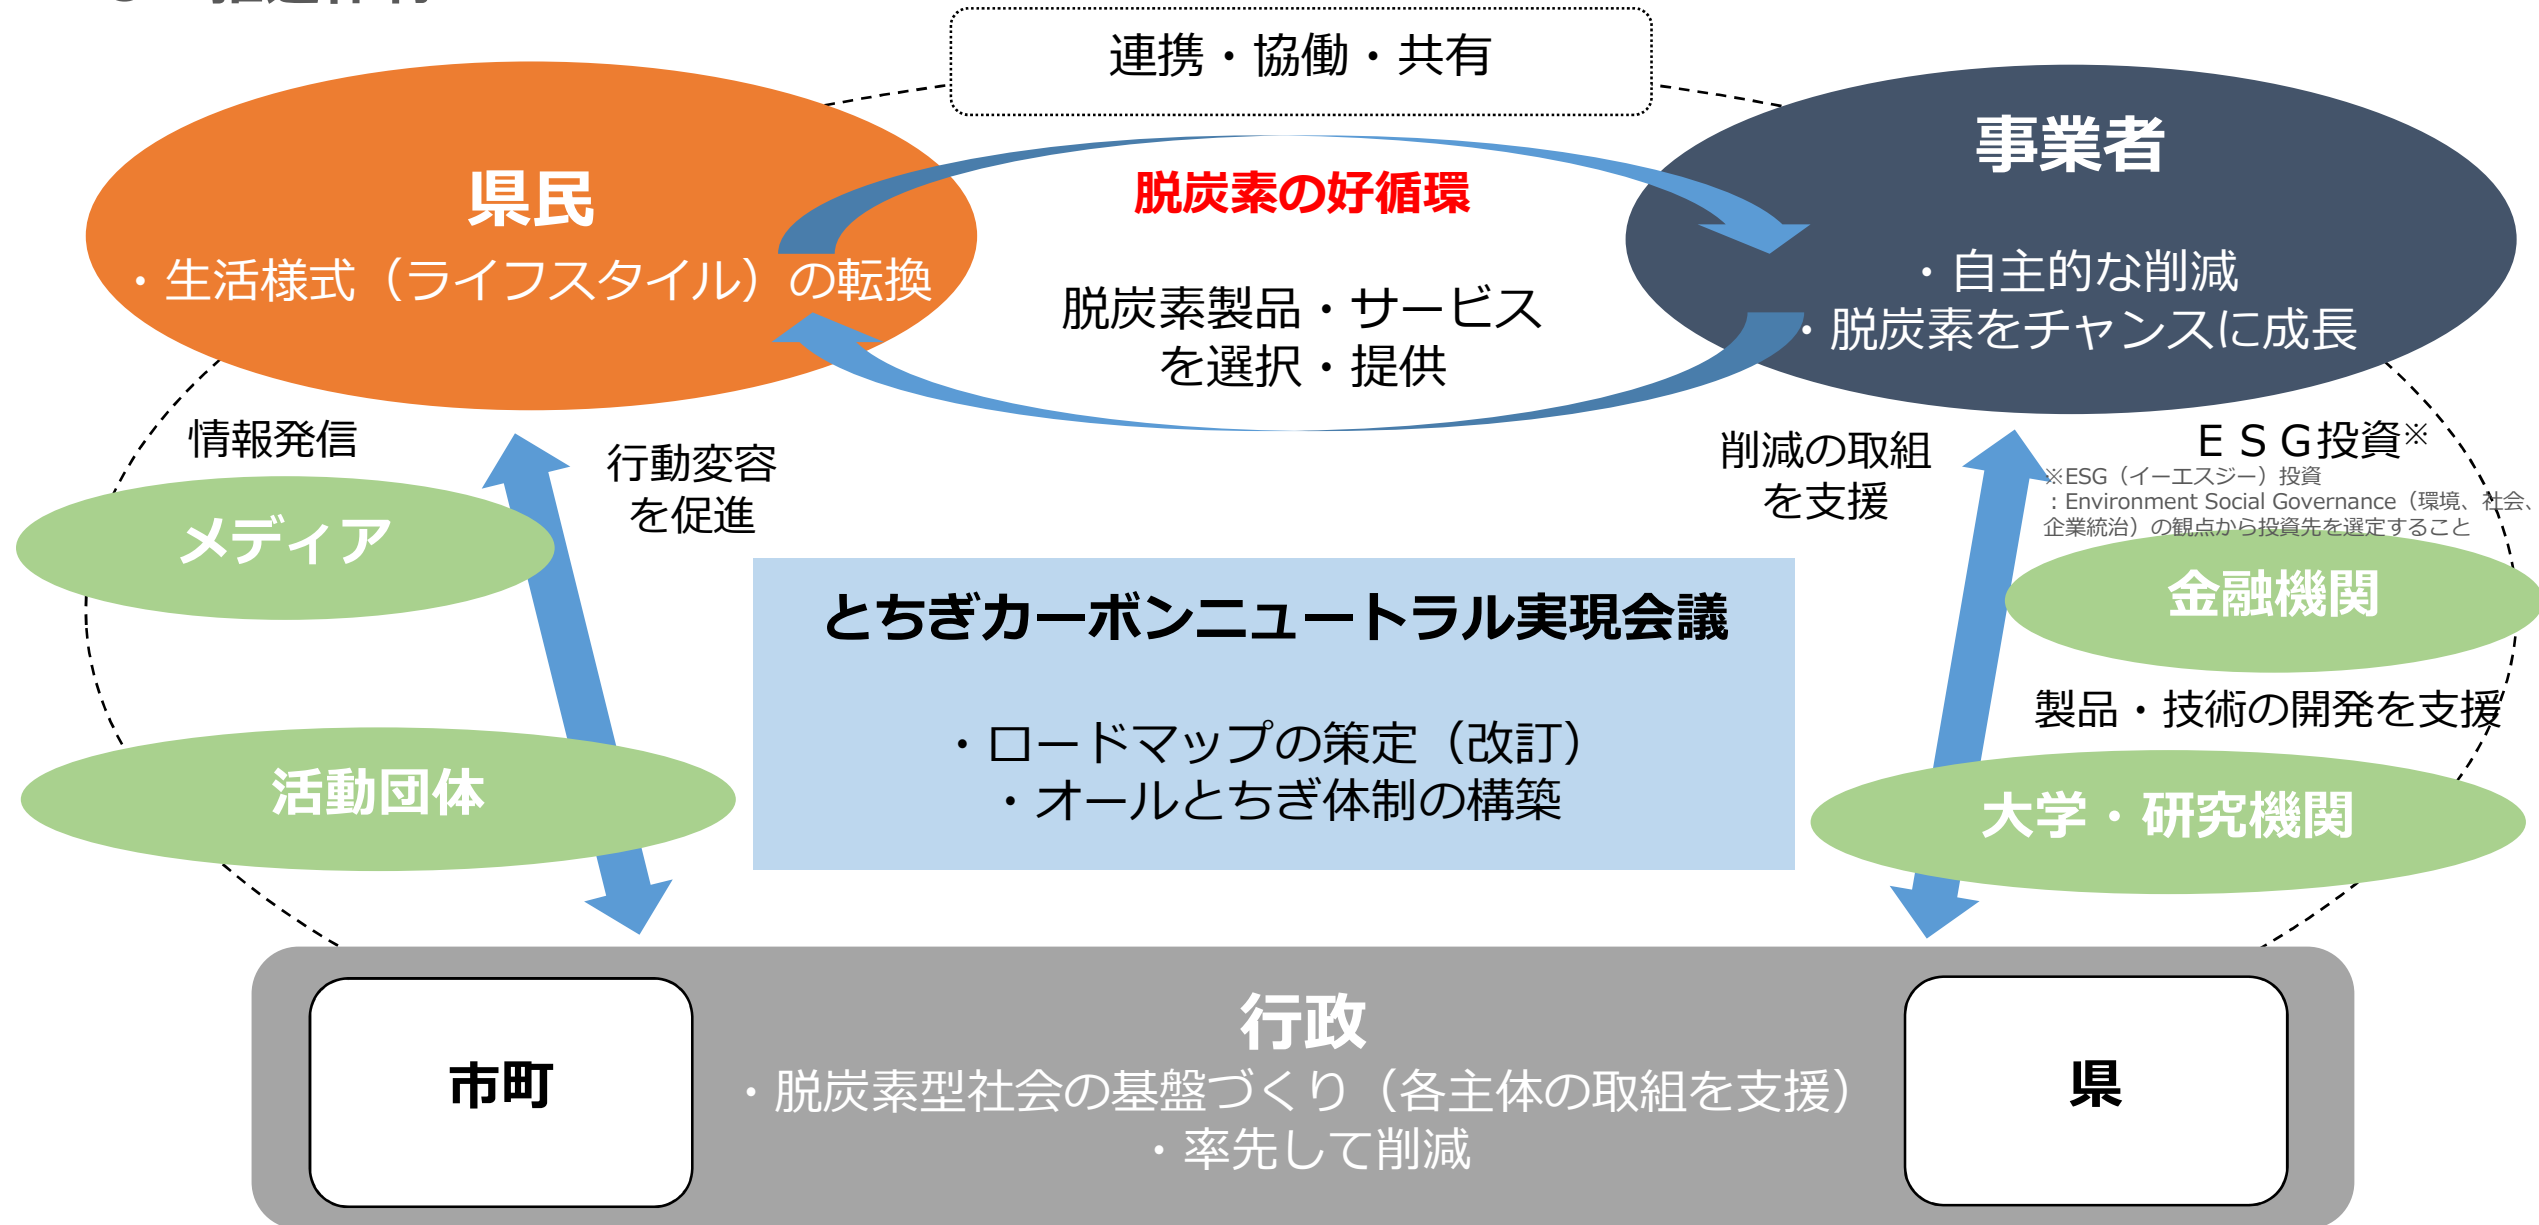 連携・協働・共有
県民
・生活様式（ライフスタイル）の転換
脱炭素の好循環
脱炭素製品・サービス
を選択・提供
事業者
・自主的な削減
・脱炭素をチャンスに成長
情報発信
行動変容
を促進
削減の取組
を支援
ＥＳＧ投資※
※ESG（イーエスジー）投資
：Environment Social Governance（環境、社会、
企業統治）の観点から投資先を選定すること
メディア
金融機関
とちぎカーボンニュートラル実現会議
・ロードマップの策定（改訂）
・オールとちぎ体制の構築
製品・技術の開発を支援
活動団体
大学・研究機関
行政
・脱炭素型社会の基盤づくり（各主体の取組を支援）
・率先して削減
市町
県